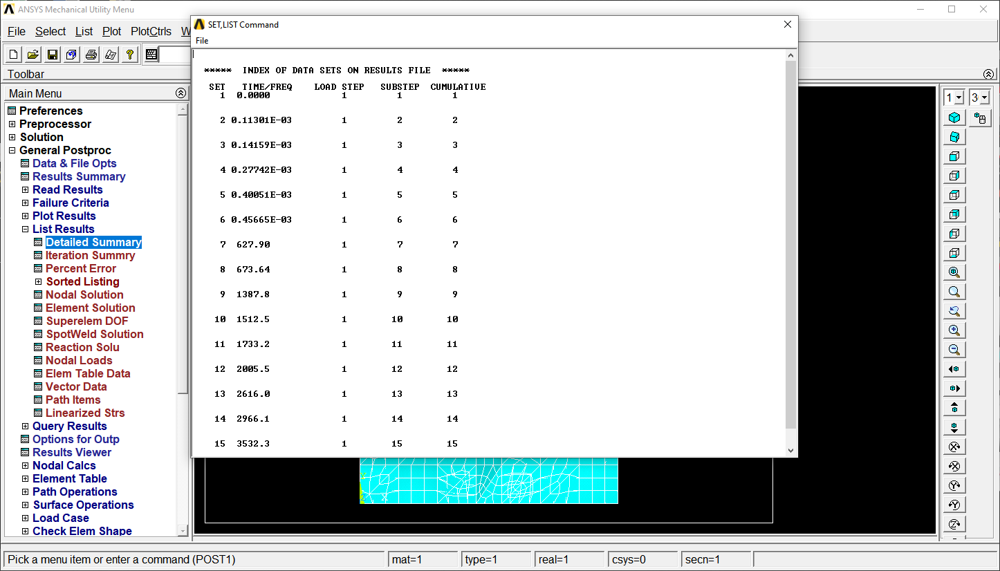 ANSYS Mechanical Utility Menu
File Select List Plot PlotCtrls W
Toolbar
Main Menu
Preferences
Preprocessor
Solution
General Postproc
Data & File Opts
Results Summary
Read Results
Failure Criteria
Plot Results
List Results
Detailed Summary
Iteration Summry
Percent Error
Sorted Listing
Nodal Solution
Element Solution
Superelem DOF
SpotWeld Solution
Reaction Solu
Nodal Loads
Elem Table Data
Vector Data
Path Items
Linearized Strs
Query Results
Options for Outp
Results Viewer
Nodal Calcs
Element Table
Path Operations
Surface Operations
Load Case
Check Elem Shape
SET,LIST Command
File
***** INDEX OF DATA SETS ON RESULTS FILE *****
SET TIME/FREQ LOAD STEP SUBSTEP CUMULATIVE
1 0.0000 1 1 1
2 0.11301E-03 1 2 2
3 0.14159E-03 1 3 3
4 0.27742E-03 1 4 4
5 0.40051E-03 1 5 5
6 0.45665E-03 1 6 6
7 627.90 1 7 7
8 673.64 1 8 8
9 1387.8 1 9 9
10 1512.5 1 10 10
11 1733.2 1 11 11
12 2005.5 1 12 12
13 2616.0 1 13 13
14 2966.1 1 14 14
15 3532.3 1 15 15
1 3
Pick a menu item or enter a command (POST1) mat=1 type=1 real=1 csys=0 secn=1